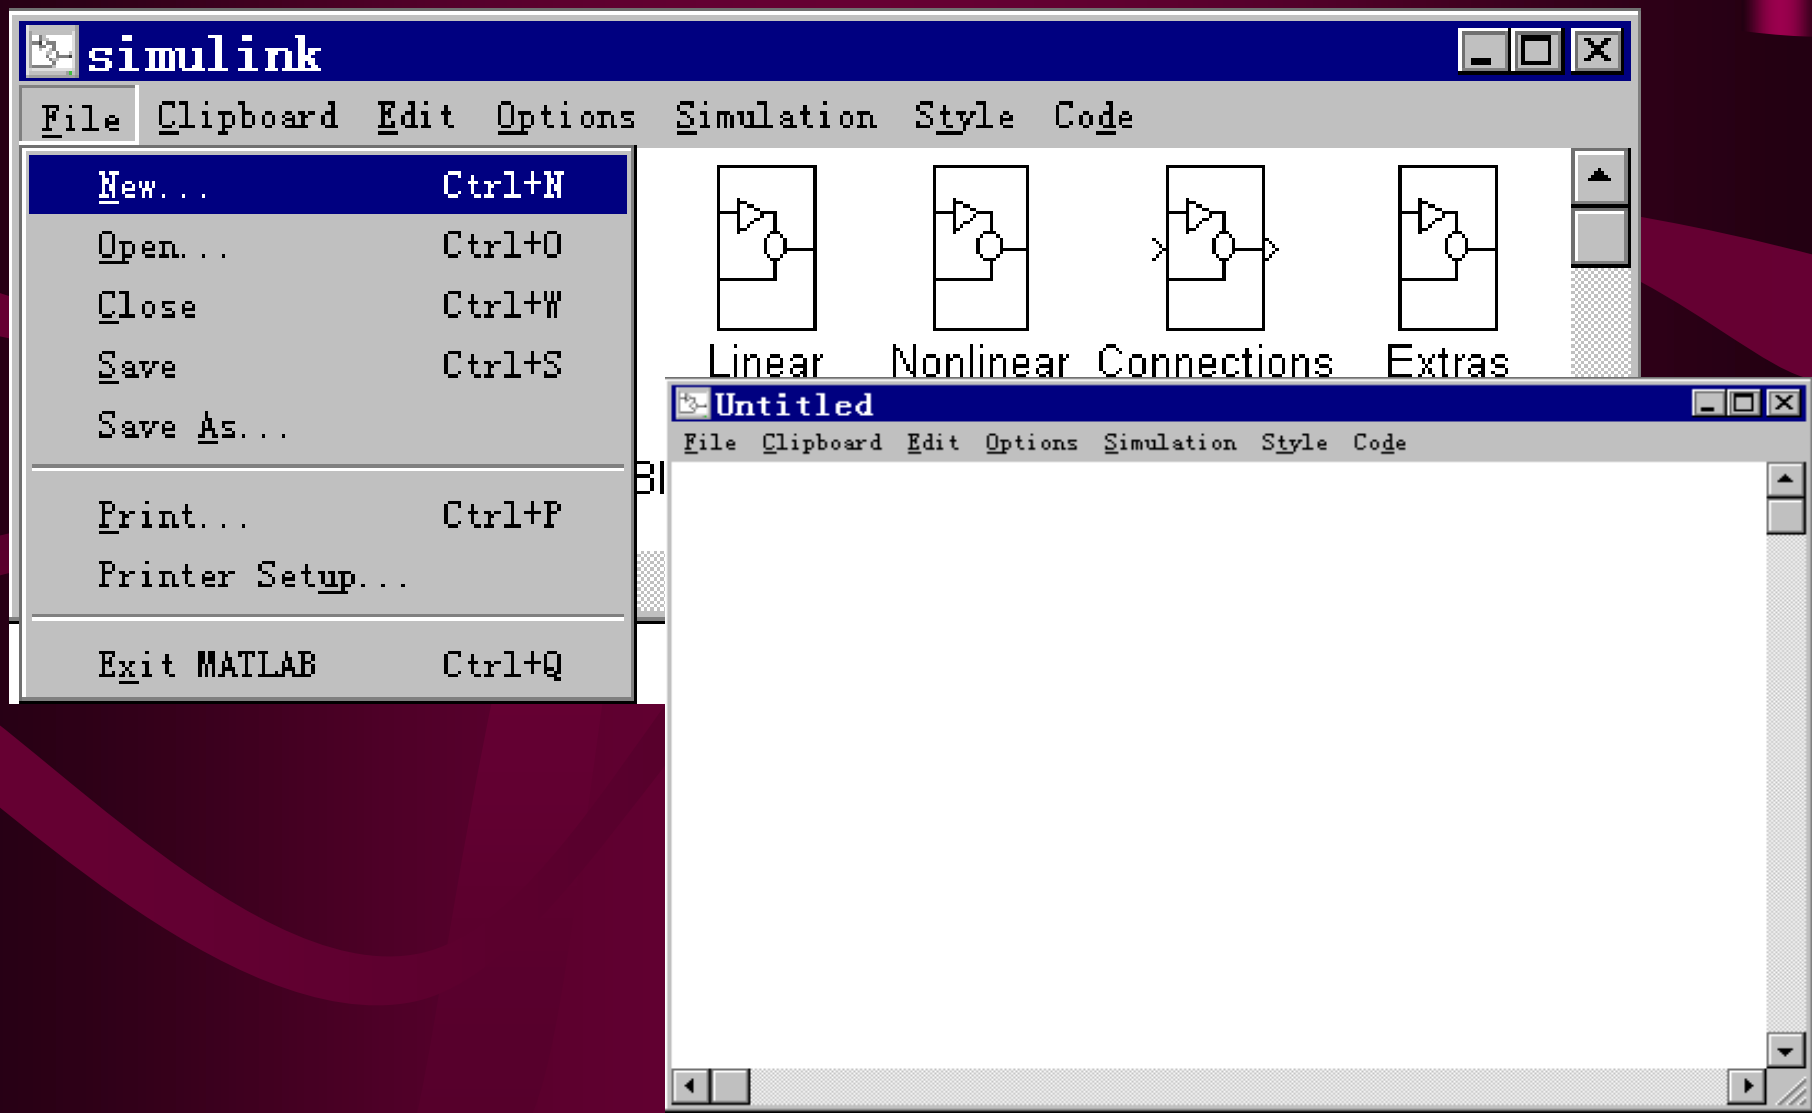 simulink
File Clipboard Edit Options Simulation Style Code
New... Ctrl+N
Open... Ctrl+O
Close Ctrl+W
Save Ctrl+S
Save As...
Print... Ctrl+P
Printer Setup...
Exit MATLAB Ctrl+Q
Linear Nonlinear Connections Extras
Bl
Untitled
File Clipboard Edit Options Simulation Style Code